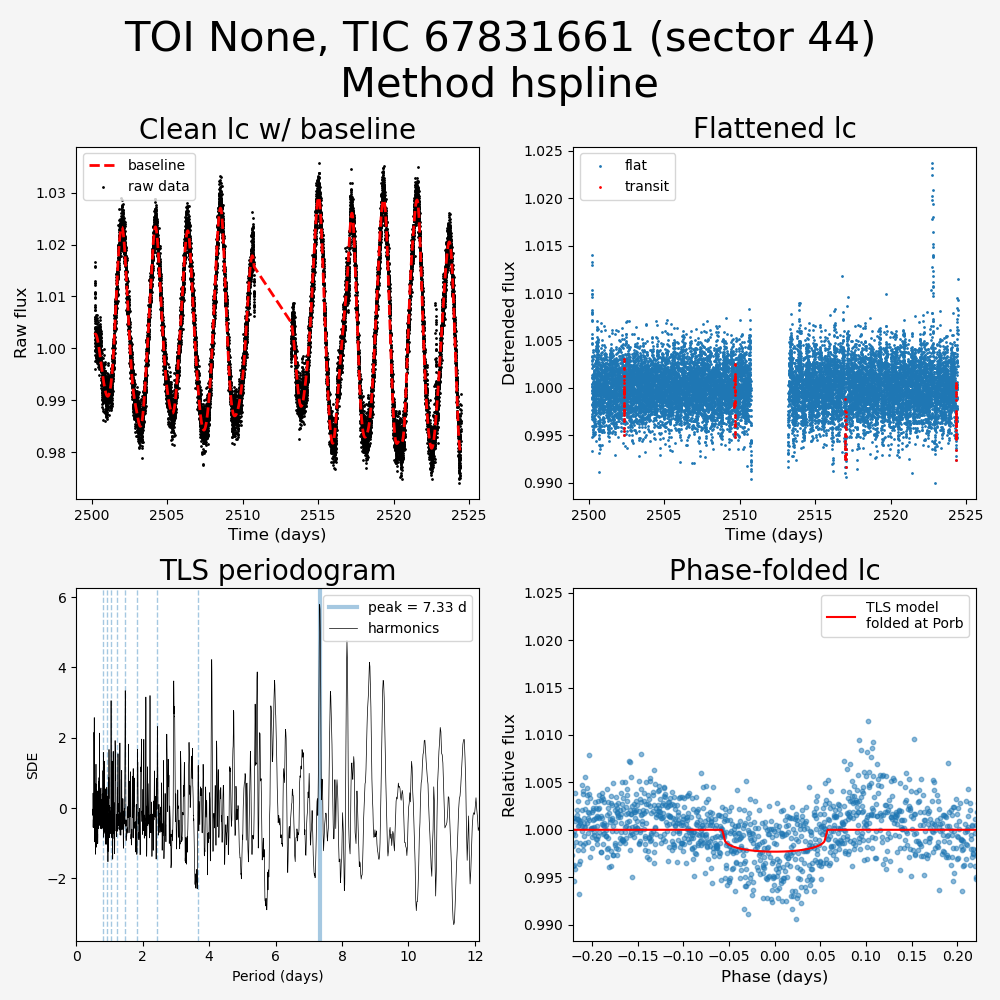 TOI None, TIC 67831661 (sector 44)
Method hspline
Clean lc w/ baseline
baseline
raw data
1.03
1.02
1.01
1.00
0.99
0.98
Raw flux
2500
2505
2510
2515
2520
2525
Time (days)
Flattened lc
flat
transit
1.025
1.020
1.015
1.010
1.005
1.000
0.995
0.990
Detrended flux
2500
2505
2510
2515
2520
2525
Time (days)
TLS periodogram
peak = 7.33 d
harmonics
6
4
2
0
−2
SDE
0
2
4
6
8
10
12
Period (days)
Phase-folded lc
TLS model
folded at Porb
1.025
1.020
1.015
1.010
1.005
1.000
0.995
0.990
Relative flux
−0.20
−0.15
−0.10
−0.05
0.00
0.05
0.10
0.15
0.20
Phase (days)